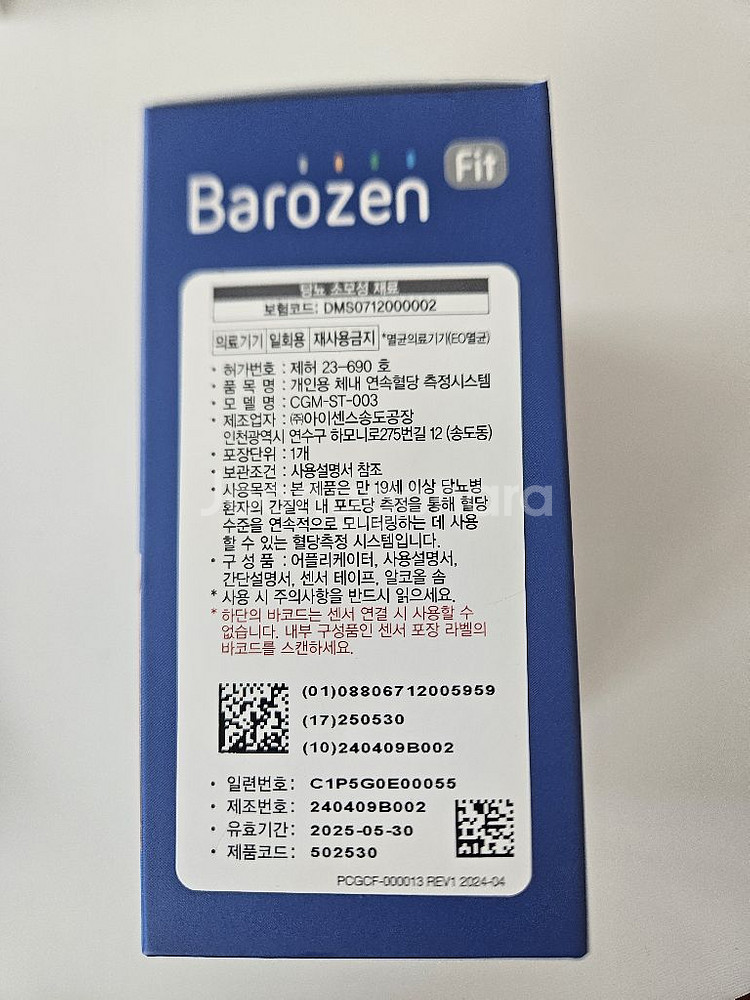 Barozen Fit
당뇨 소모성 재료
보험코드: DMS0712000002
의료기기 일회용 재사용금지 *멸균의료기기(EO멸균)
• 허가번호 : 제허 23-690 호
• 품 목 명 : 개인용 체내 연속혈당 측정시스템
• 모 델 명 : CGM-ST-003
• 제조업자 : ㈜아이센스송도공장
인천광역시 연수구 하모니로275번길 12 (송도동)
• 포장단위 : 1개
• 보관조건 : 사용설명서 참조
• 사용목적 : 본 제품은 만 19세 이상 당뇨병
환자의 간질액 내 포도당 측정을 통해 혈당
수준을 연속적으로 모니터링하는 데 사용
할 수 있는 혈당측정 시스템입니다.
• 구 성 품 : 어플리케이터, 사용설명서,
간단설명서, 센서 테이프, 알코올 솜
* 사용 시 주의사항을 반드시 읽으세요.
* 하단의 바코드는 센서 연결 시 사용할 수
없습니다. 내부 구성품인 센서 포장 라벨의
바코드를 스캔하세요.
(01)08806712005959
(17)250530
(10)240409B002
• 일련번호: C1P5G0E00055
• 제조번호: 240409B002
• 유효기간: 2025-05-30
• 제품코드: 502530
PCGCF-000013 REV1 2024-04